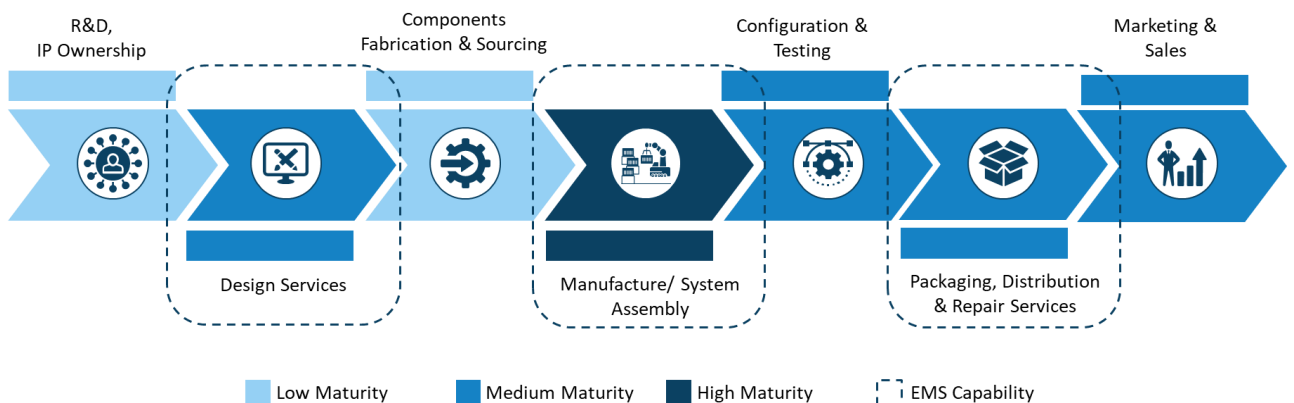 R&D,
IP Ownership
Components
Fabrication & Sourcing
Configuration &
Testing
Marketing &
Sales
Design Services
Manufacture/ System
Assembly
Packaging, Distribution
& Repair Services
Low Maturity
Medium Maturity
High Maturity
EMS Capability